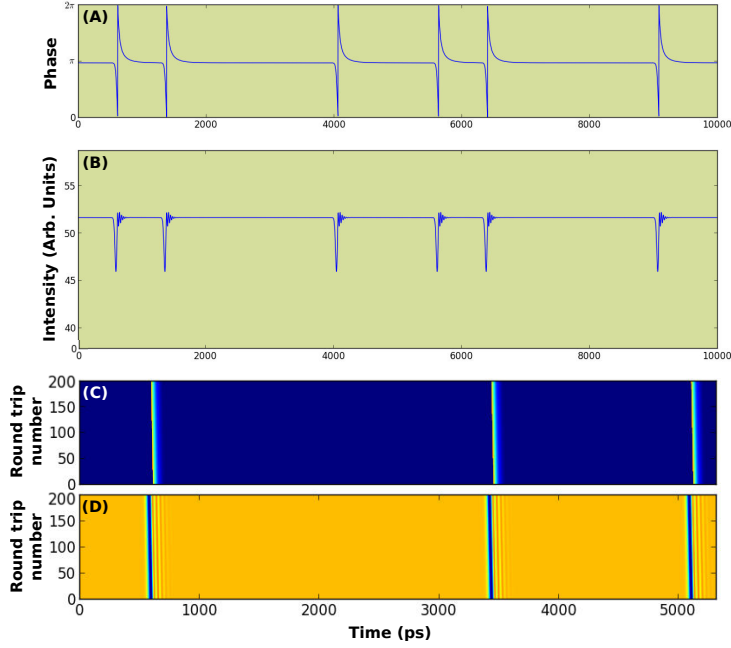 (A)
Phase
2π
π
0
0 2000 4000 6000 8000 10000
(B)
Intensity (Arb. Units)
55
50
45
40
0 2000 4000 6000 8000 10000
(C)
Round trip
number
200
150
100
50
0
(D)
Round trip
number
200
150
100
50
0
0 1000 2000 3000 4000 5000
Time (ps)